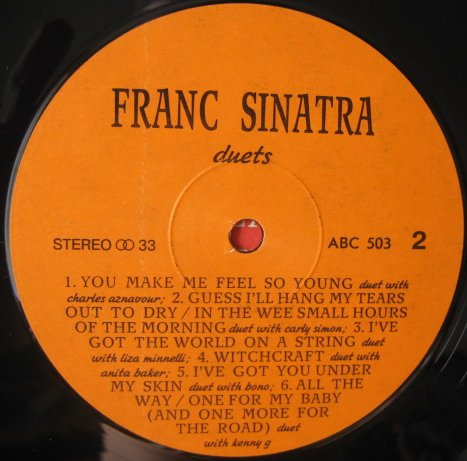 FRANC SINATRA
duets
STEREO ↀ 33 ABC 503 2
1. YOU MAKE ME FEEL SO YOUNG duet with
charles aznavour; 2. GUESS I'LL HANG MY TEARS
OUT TO DRY / IN THE WEE SMALL HOURS
OF THE MORNING duet with carly simon; 3. I'VE
GOT THE WORLD ON A STRING duet
with liza minnelli; 4. WITCHCRAFT duet with
anita baker; 5. I'VE GOT YOU UNDER
MY SKIN duet with bono; 6. ALL THE
WAY / ONE FOR MY BABY
(AND ONE MORE FOR
THE ROAD) duet
with kenny g